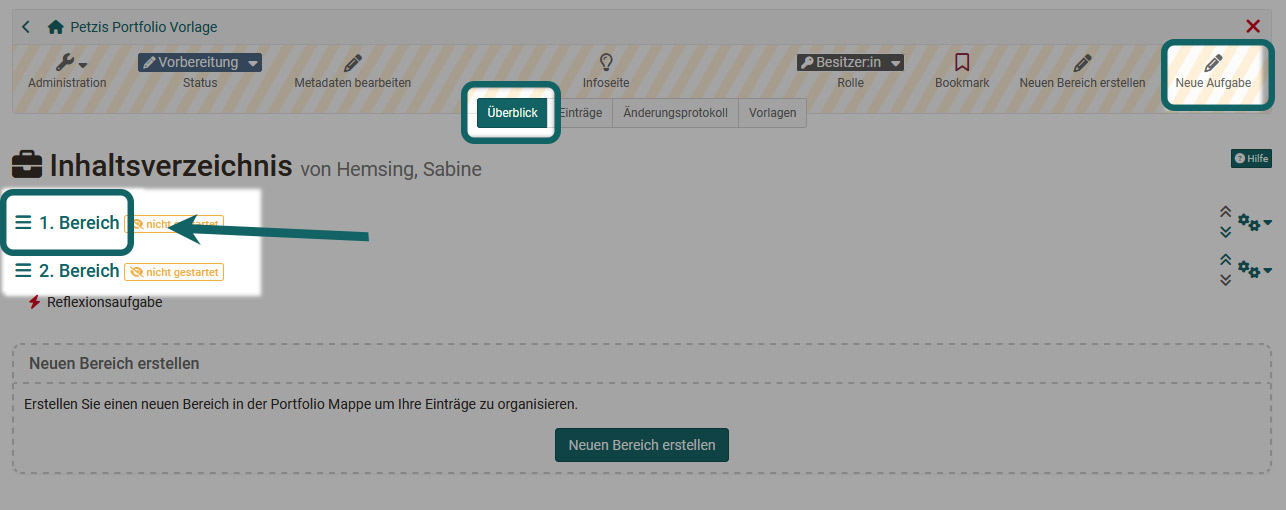 Petzis Portfolio Vorlage
Administration
Vorbereitung
Status
Metadaten bearbeiten
Infoseite
Besitzer:in
Rolle
Bookmark
Neuen Bereich erstellen
Neue Aufgabe
Überblick
Einträge
Änderungsprotokoll
Vorlagen
Inhaltsverzeichnis von Hemsing, Sabine
Hilfe
1. Bereich nicht gestartet
2. Bereich nicht gestartet
Reflexionsaufgabe
Neuen Bereich erstellen
Erstellen Sie einen neuen Bereich in der Portfolio Mappe um Ihre Einträge zu organisieren.
Neuen Bereich erstellen